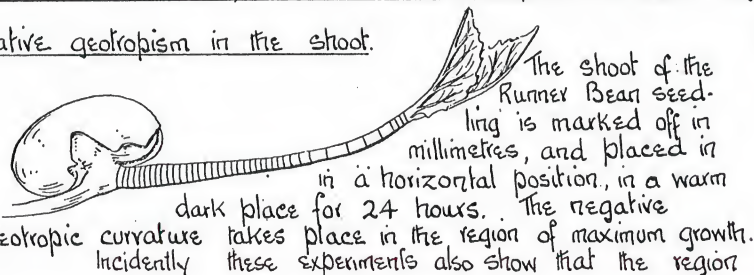 ative geotropism in the shoot.
The shoot of the
Runner Bean seed-
ling is marked off in
millimetres, and placed in
in a horizontal position, in a warm
dark place for 24 hours. The negative
eotropic curvature takes place in the region of maximum growth.
Incidently these experiments also show that the region